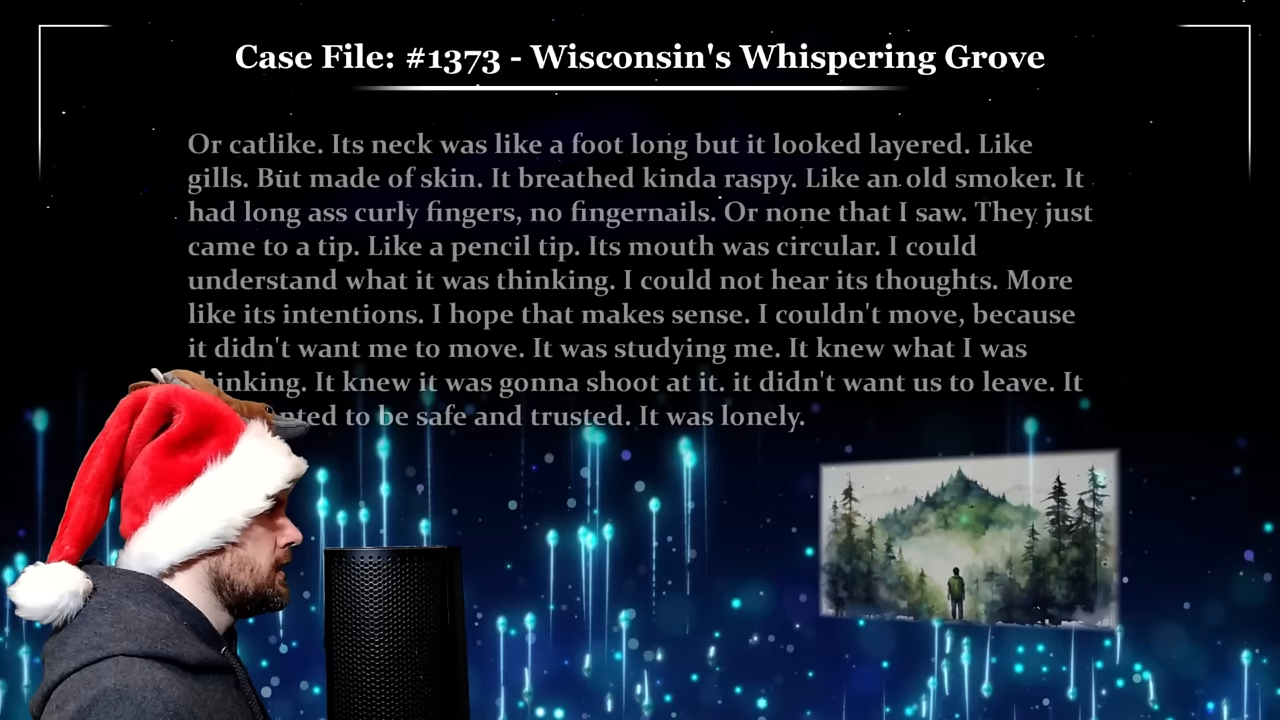 Case File: #1373 - Wisconsin's Whispering Grove
Or catlike. Its neck was like a foot long but it looked layered. Like
gills. But made of skin. It breathed kinda raspy. Like an old smoker. It
had long ass curly fingers, no fingernails. Or none that I saw. They just
came to a tip. Like a pencil tip. Its mouth was circular. I could
understand what it was thinking. I could not hear its thoughts. More
like its intentions. I hope that makes sense. I couldn't move, because
it didn't want me to move. It was studying me. It knew what I was
thinking. It knew it was gonna shoot at it. it didn't want us to leave. It
to be safe and trusted. It was lonely.